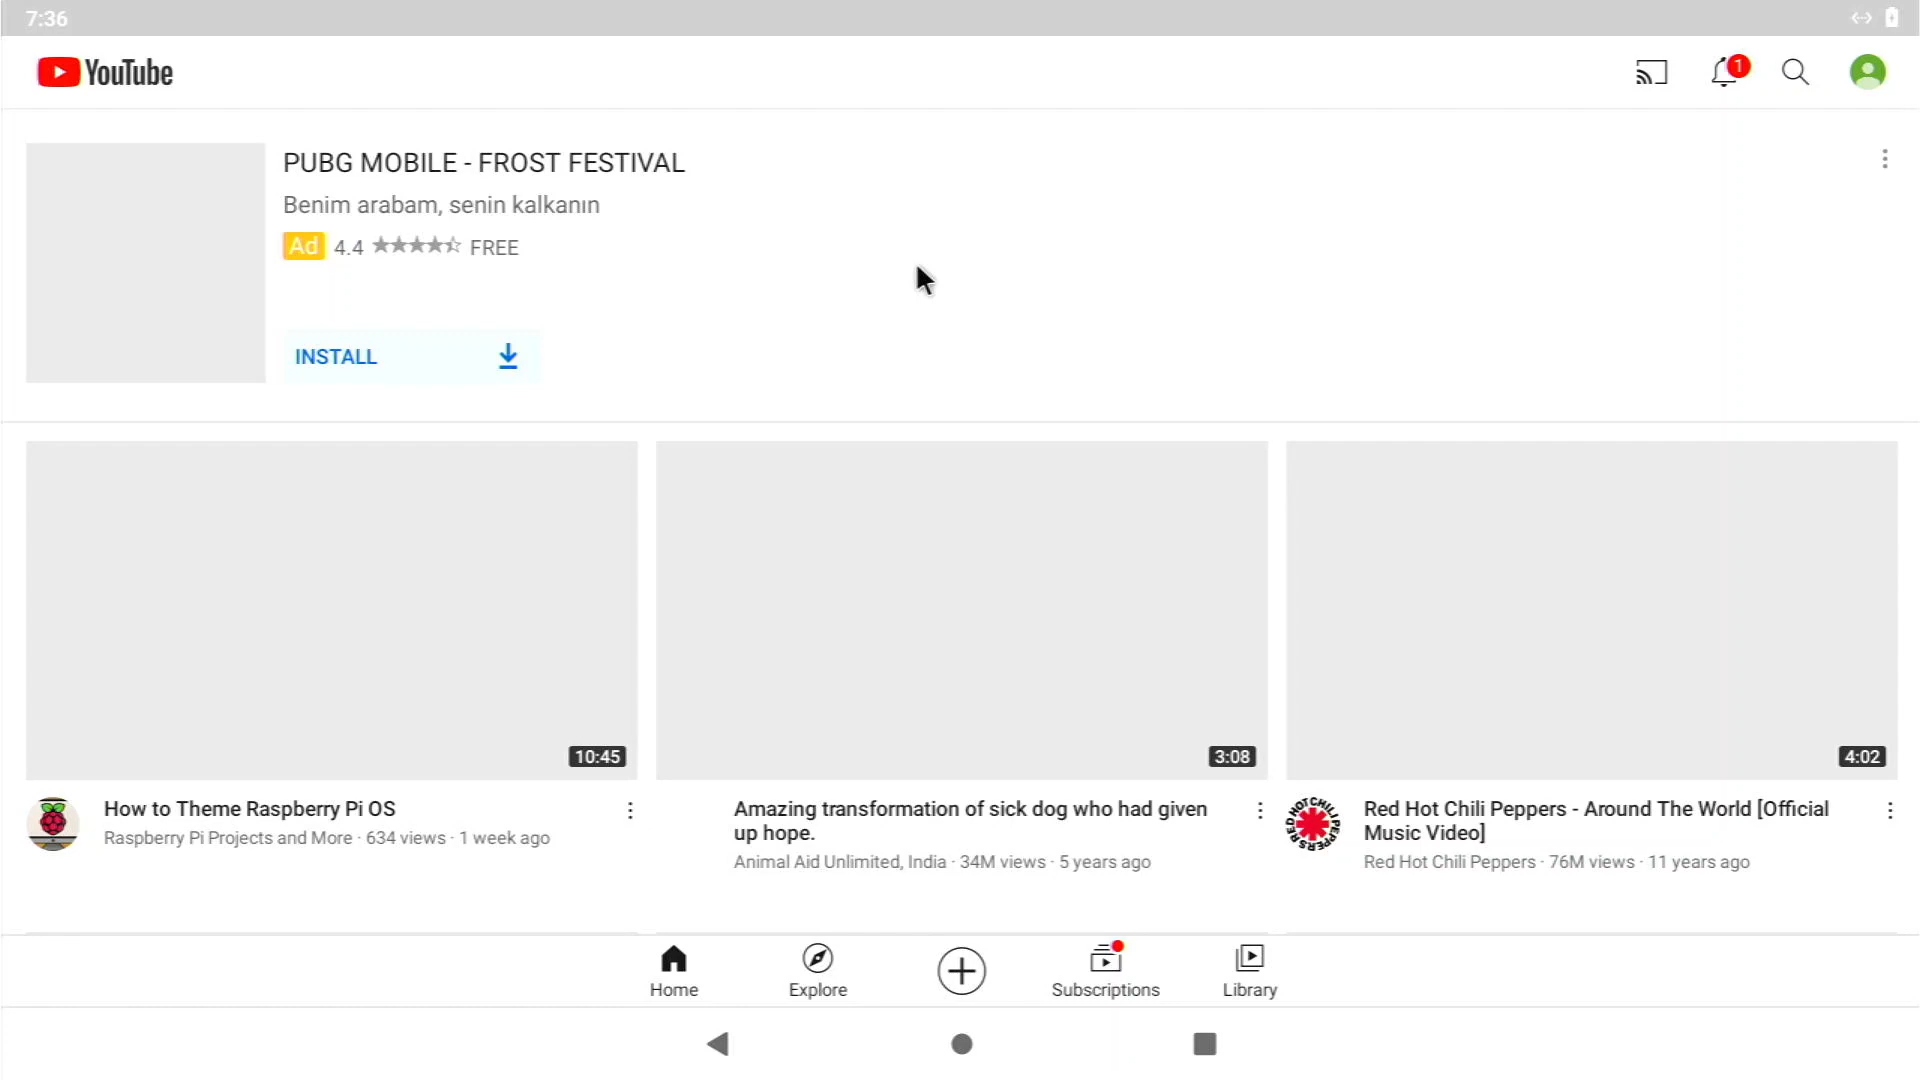 7:36
YouTube
1
PUBG MOBILE - FROST FESTIVAL
Benim arabam, senin kalkanın
Ad 4.4 FREE
INSTALL
10:45
3:08
4:02
How to Theme Raspberry Pi OS
Raspberry Pi Projects and More · 634 views · 1 week ago
Amazing transformation of sick dog who had given
up hope.
Animal Aid Unlimited, India · 34M views · 5 years ago
RED HOT CHILI PEPPERS
Red Hot Chili Peppers - Around The World [Official
Music Video]
Red Hot Chili Peppers · 76M views · 11 years ago
Home
Explore
Subscriptions
Library